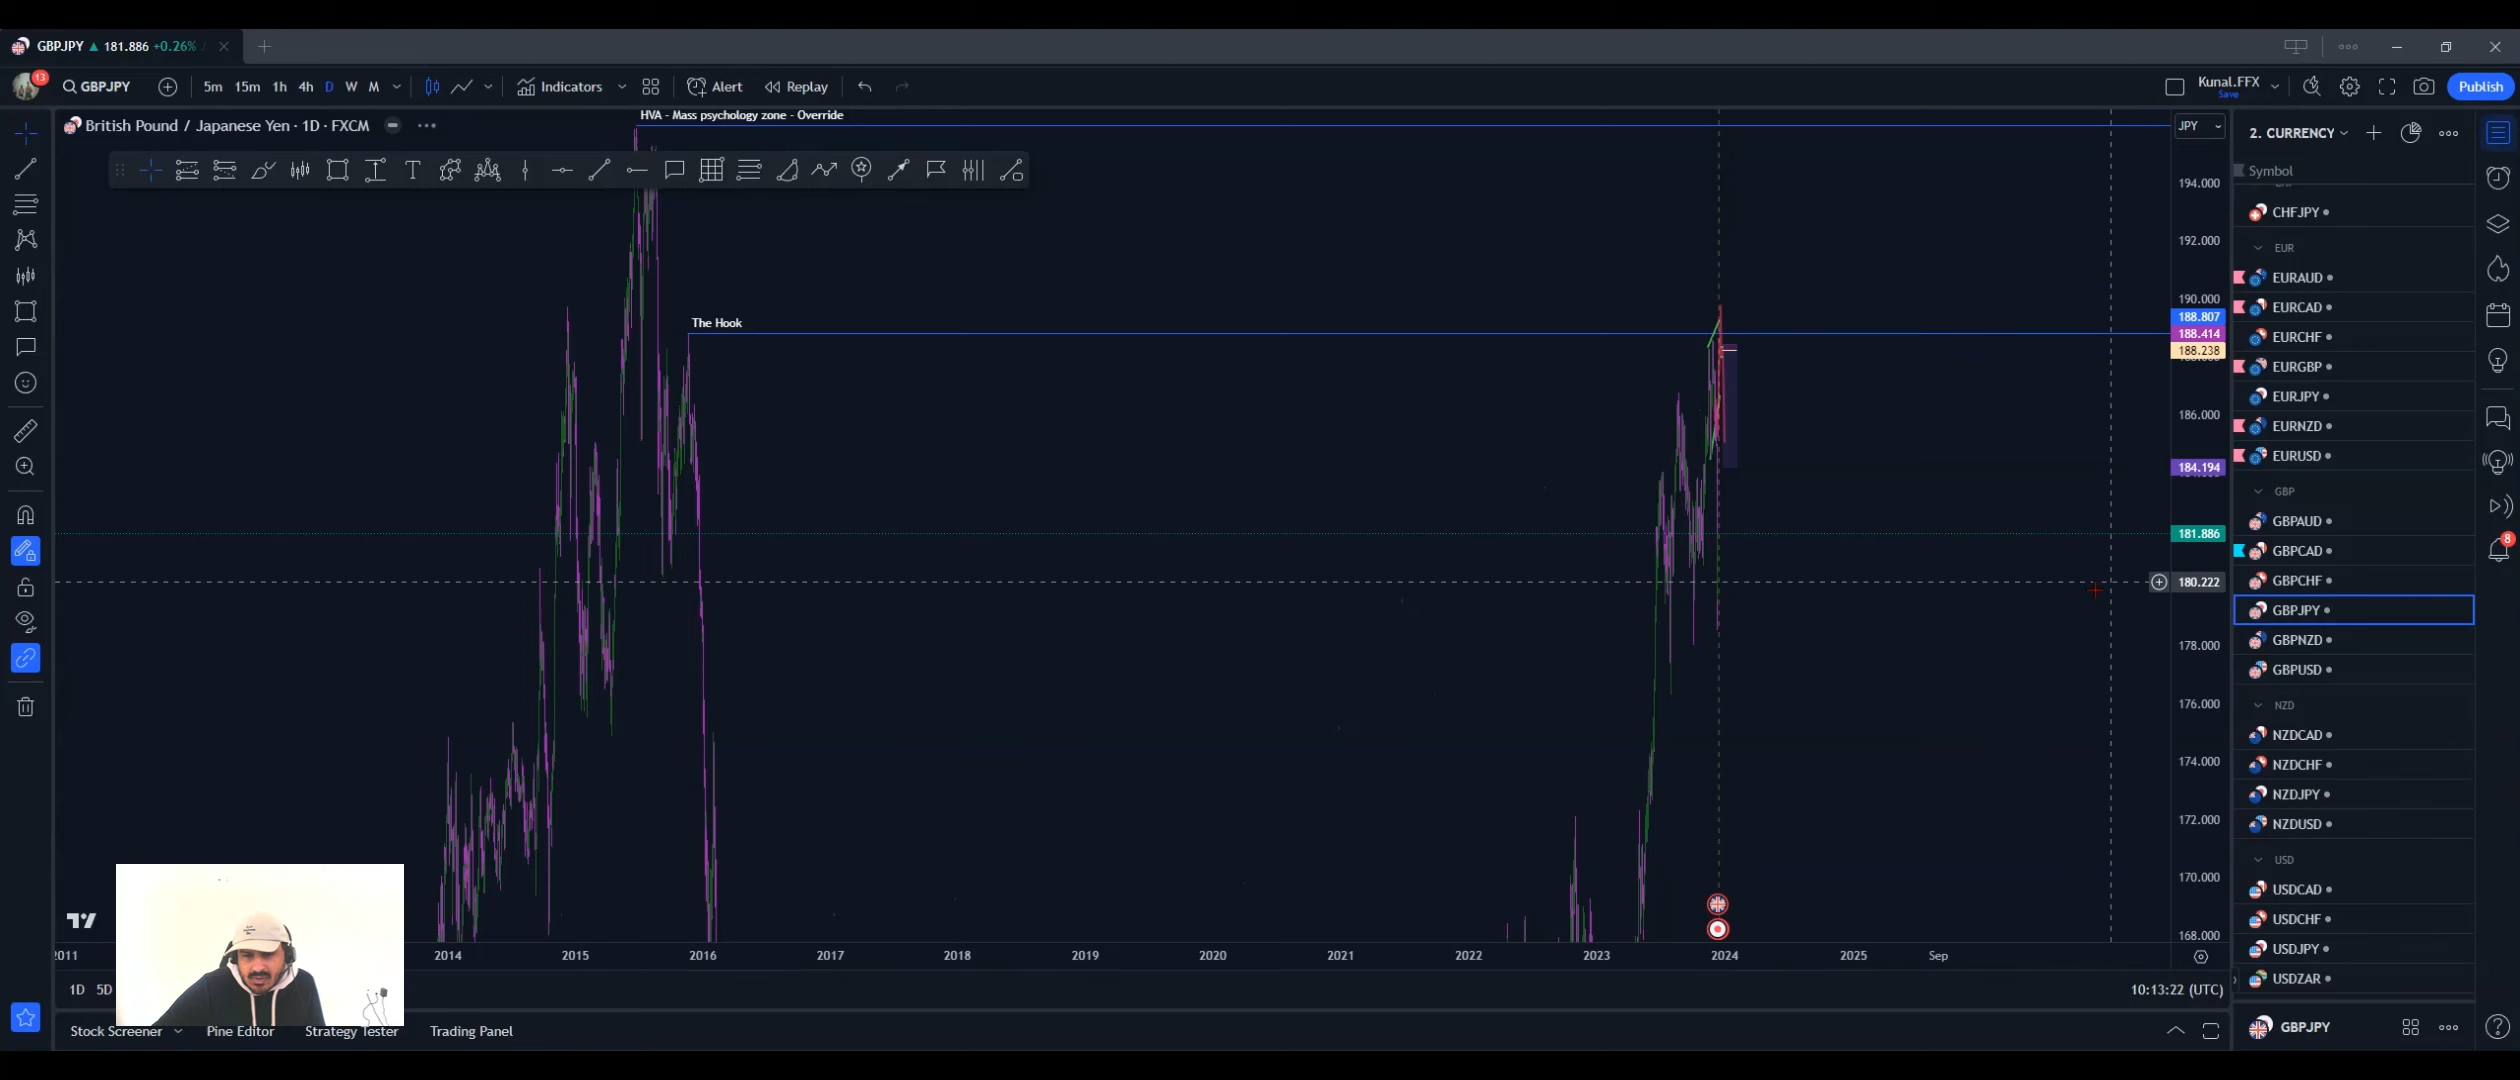 GBPJPY ▲ 181.886 +0.26%
13
GBPJPY 5m 15m 1h 4h D W M Indicators Alert Replay Kunal.FFX Save Publish
HVA - Mass psychology zone - Override
British Pound / Japanese Yen · 1D · FXCM
JPY
2. CURRENCY
Symbol
T
194.000
192.000
190.000
188.807
188.414
188.238
186.000
184.194
181.886
180.222
178.000
176.000
174.000
172.000
170.000
168.000
The Hook
CHFJPY
EUR
EURAUD
EURCAD
EURCHF
EURGBP
EURJPY
EURNZD
EURUSD
GBP
GBPAUD
GBPCAD
GBPCHF
GBPJPY
GBPNZD
GBPUSD
NZD
NZDCAD
NZDCHF
NZDJPY
NZDUSD
USD
USDCAD
USDCHF
USDJPY
USDZAR
8
2011 2014 2015 2016 2017 2018 2019 2020 2021 2022 2023 2024 2025 Sep
1D 5D
10:13:22 (UTC)
Stock Screener Pine Editor Strategy Tester Trading Panel
GBPJPY